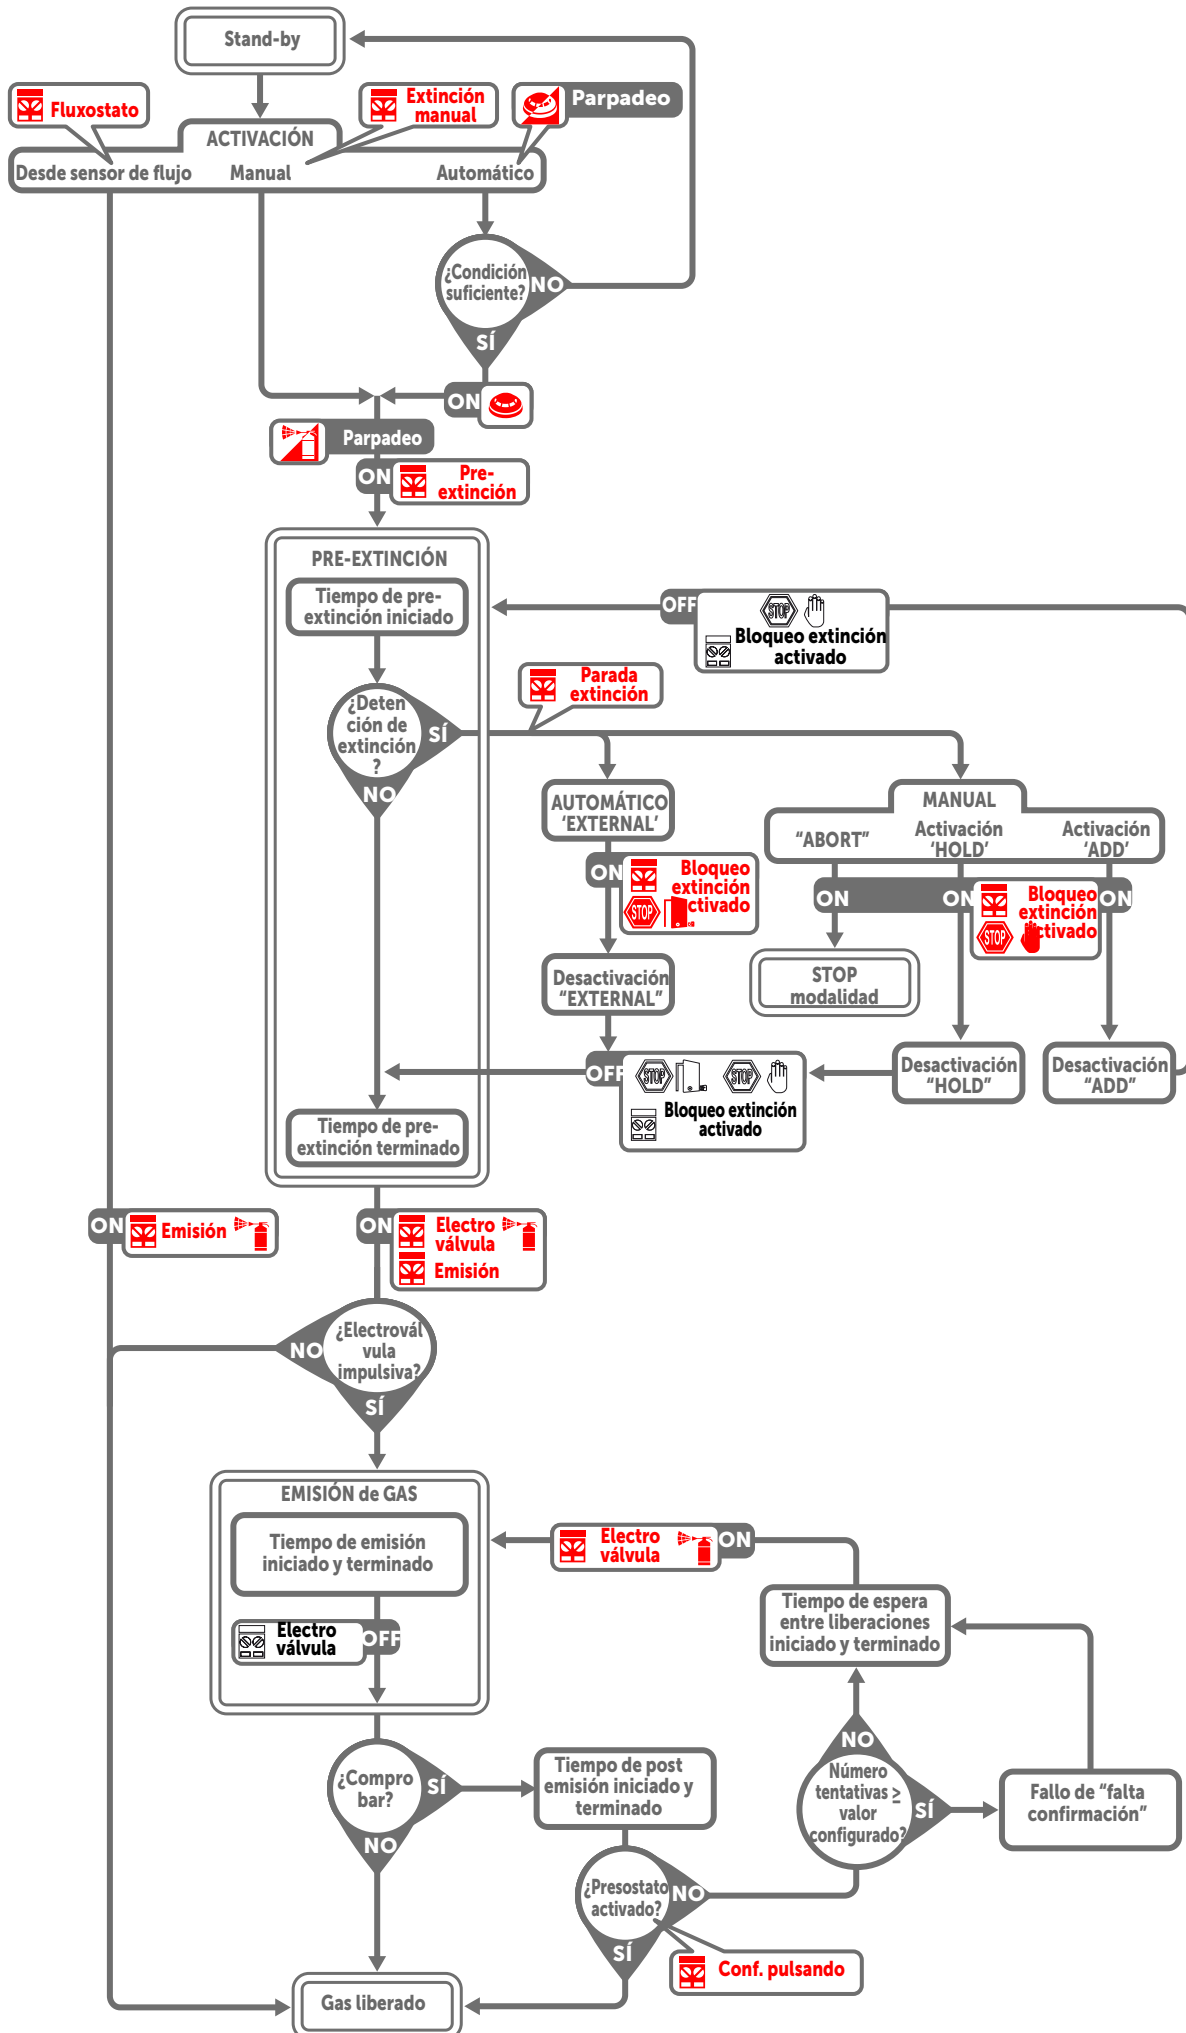 Stand-by
Fluxostato
Extinción
manual
Parpadeo
ACTIVACIÓN
Desde sensor de flujo
Manual
Automático
¿Condición
suficiente?
NO
SÍ
ON
Parpadeo
ON
Pre-
extinción
PRE-EXTINCIÓN
Tiempo de pre-
extinción iniciado
OFF
STOP
Bloqueo extinción
activado
Parada
extinción
¿Deten
ción de
extinción
?
SÍ
NO
AUTOMÁTICO
'EXTERNAL'
MANUAL
"ABORT"
Activación
'HOLD'
Activación
'ADD'
ON
Bloqueo
extinción
ctivado
STOP
ON
ON
Bloqueo
extinción
activado
STOP
ON
Desactivación
“EXTERNAL”
STOP
modalidad
OFF
STOP
STOP
Bloqueo extinción
activado
Desactivación
“HOLD”
Desactivación
“ADD”
Tiempo de pre-
extinción terminado
ON
Emisión
ON
Electro
válvula
Emisión
¿Electrovál
vula
impulsiva?
NO
SÍ
EMISIÓN de GAS
Tiempo de emisión
iniciado y terminado
Electro
válvula
ON
Electro
válvula
OFF
Tiempo de espera
entre liberaciones
iniciado y terminado
¿Compro
bar?
SÍ
NO
Tiempo de post
emisión iniciado y
terminado
NO
Número
tentativas ≥
valor
configurado?
SÍ
Fallo de “falta
confirmación”
¿Presostato
activado?
NO
SÍ
Conf. pulsando
Gas liberado